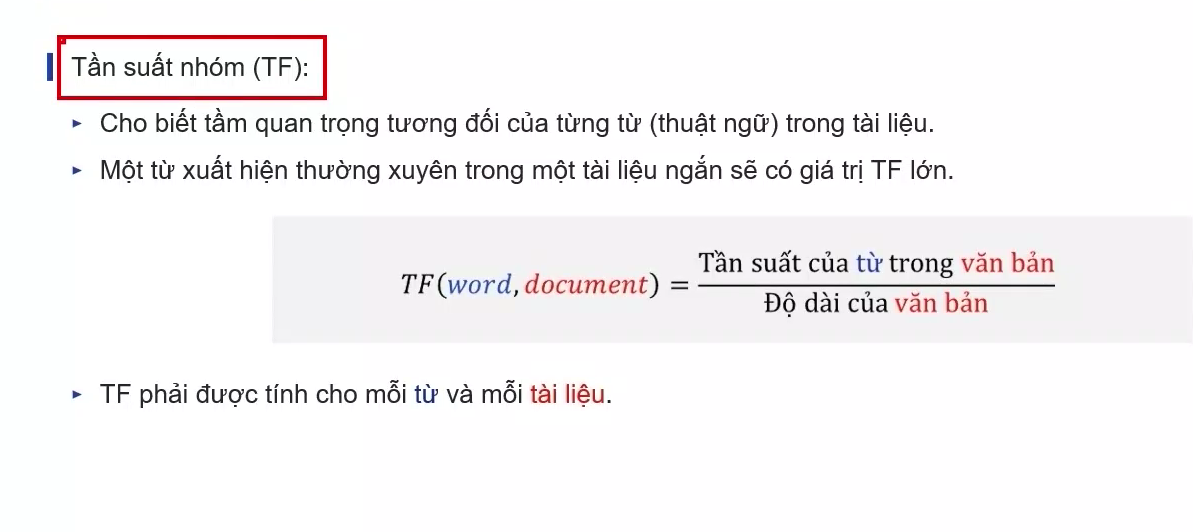 Tần suất nhóm (TF):
► Cho biết tầm quan trọng tương đối của từng từ (thuật ngữ) trong tài liệu.
► Một từ xuất hiện thường xuyên trong một tài liệu ngắn sẽ có giá trị TF lớn.
TF(word, document) = Tần suất của từ trong văn bản
Độ dài của văn bản
► TF phải được tính cho mỗi từ và mỗi tài liệu.